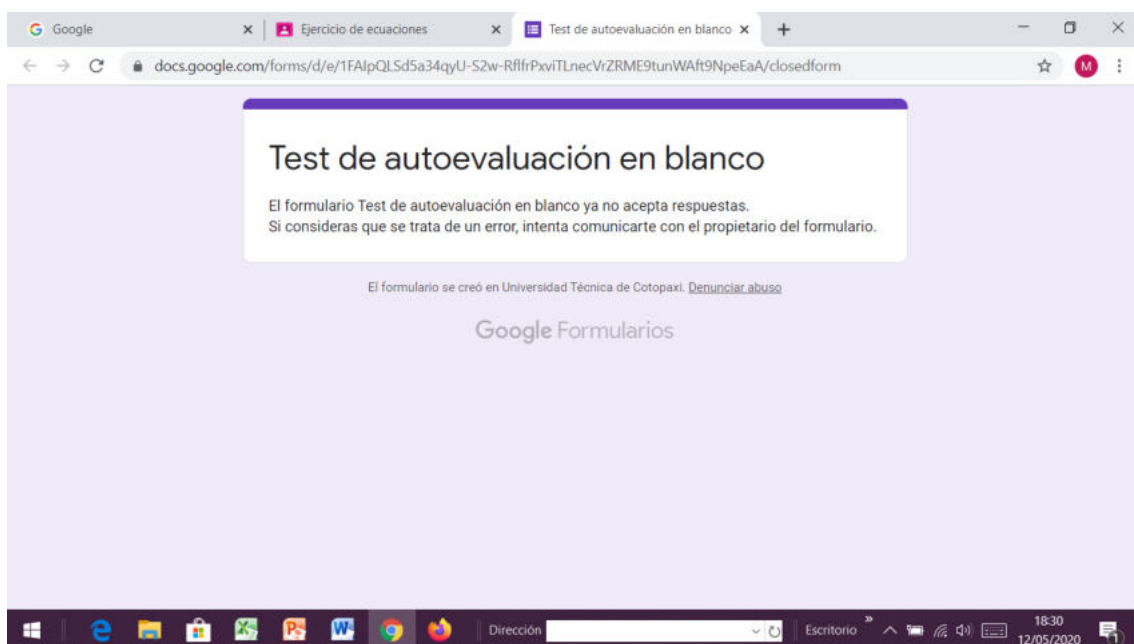 Google
Ejercicio de ecuaciones
Test de autoevaluación en blanco
docs.google.com/forms/d/e/1FAIpQLSd5a34qyU-S2w-RflfrPxviTLnecVrZRME9tunWAft9NpeEaA/closedform
M
Test de autoevaluación en blanco
El formulario Test de autoevaluación en blanco ya no acepta respuestas.
Si consideras que se trata de un error, intenta comunicarte con el propietario del formulario.
El formulario se creó en Universidad Técnica de Cotopaxi. Denunciar abuso
Google Formularios
Dirección
Escritorio
18:30
12/05/2020